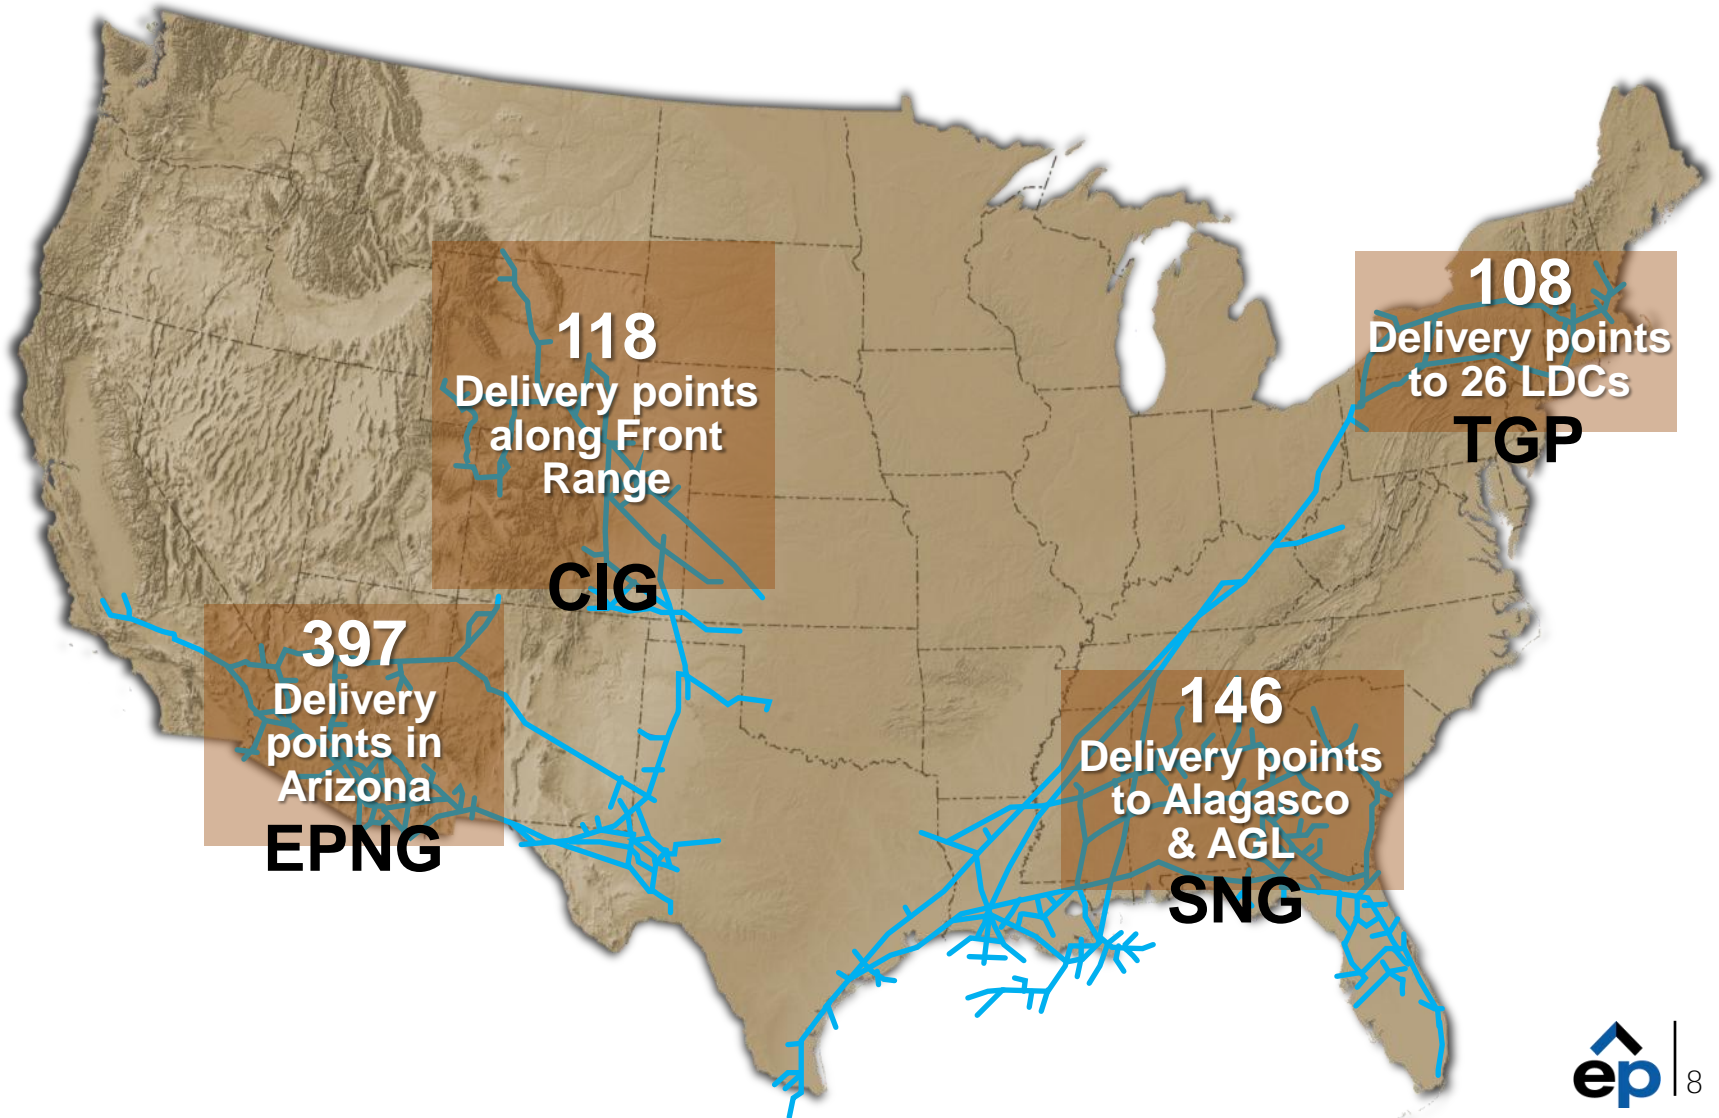 118
Delivery points
along Front
Range
CIG
108
Delivery points
to 26 LDCs
TGP
397
Delivery
points in
Arizona
EPNG
146
Delivery points
to Alagasco
& AGL
SNG
ep
8